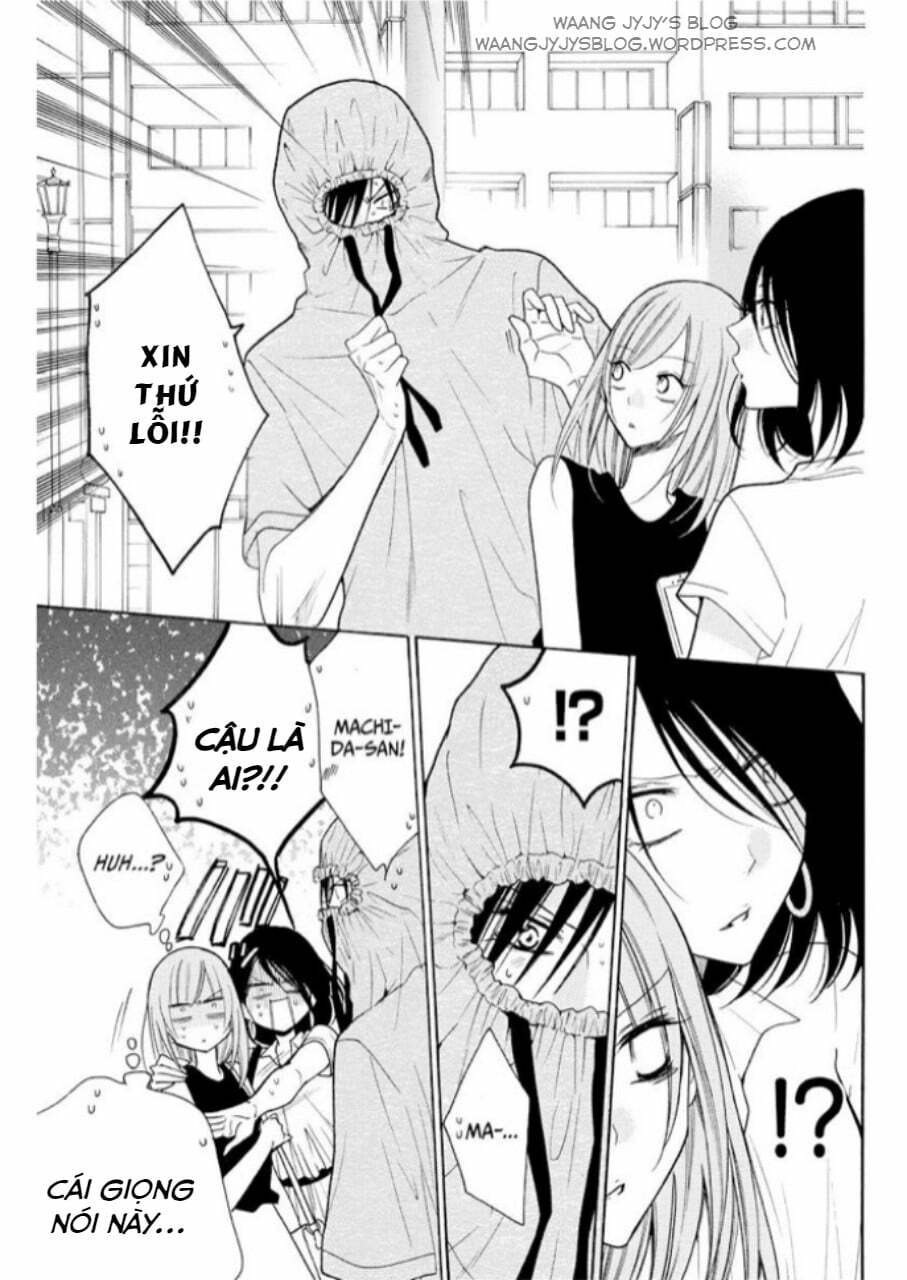 WAANG JYJY'S BLOG
WAANGJYJYSBLOG.WORDPRESS.COM
XIN
THỨ
LỖI!!
!?
!?
MA-...
MACHI-
DA-SAN!
CẬU LÀ
AI?!!
HUH...?
CÁI GIỌNG
NÓI NÀY...